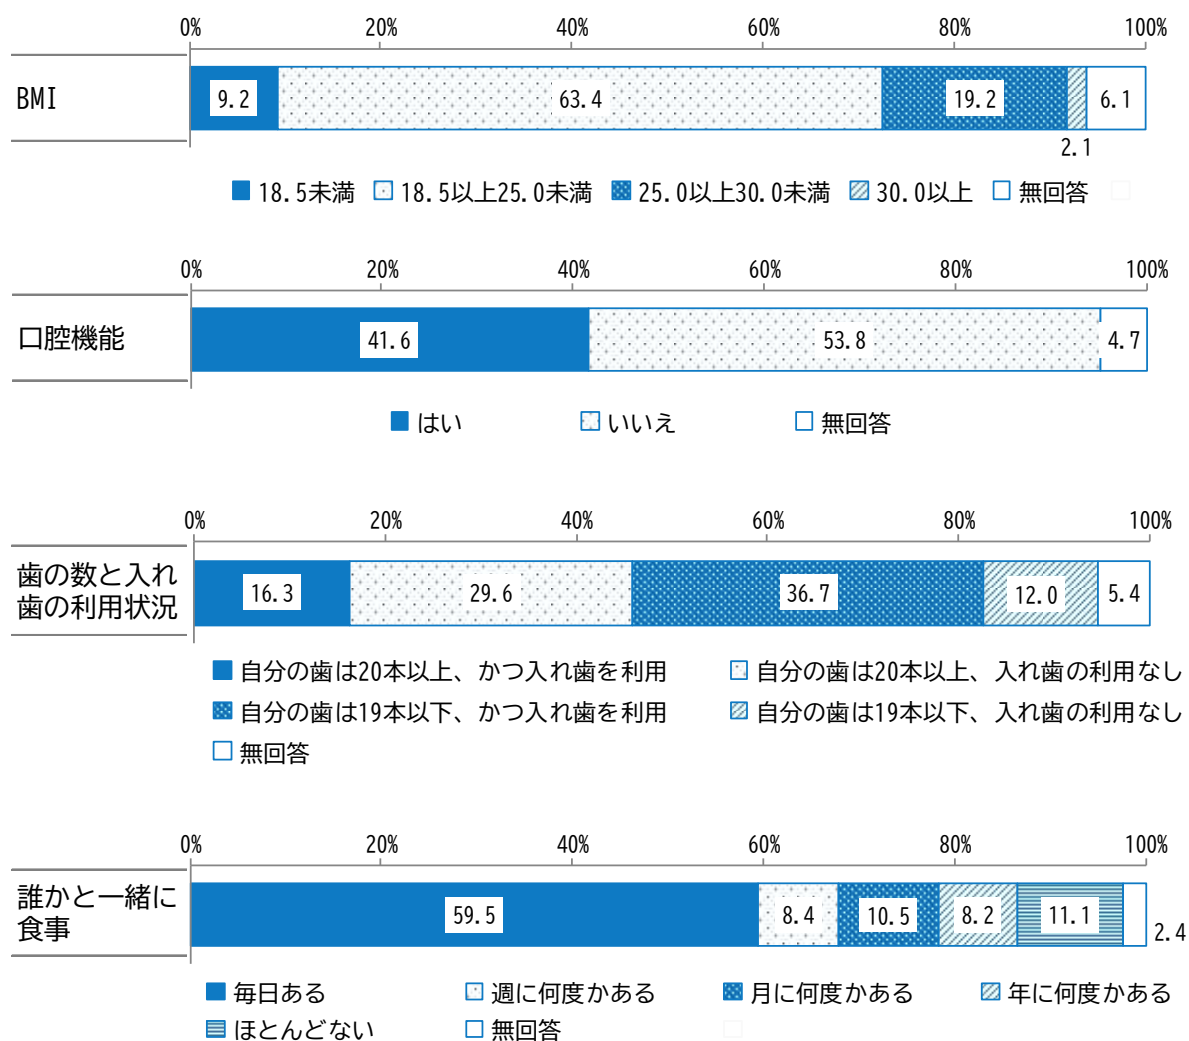 0% 20% 40% 60% 80% 100%
BMI 9.2 63.4 19.2 6.1
2.1
18.5未満 18.5以上25.0未満 25.0以上30.0未満 30.0以上 無回答
0% 20% 40% 60% 80% 100%
口腔機能 41.6 53.8 4.7
はい いいえ 無回答
0% 20% 40% 60% 80% 100%
歯の数と入れ
歯の利用状況
16.3 29.6 36.7 12.0 5.4
自分の歯は20本以上、かつ入れ歯を利用 自分の歯は20本以上、入れ歯の利用なし
自分の歯は19本以下、かつ入れ歯を利用 自分の歯は19本以下、入れ歯の利用なし
無回答
0% 20% 40% 60% 80% 100%
誰かと一緒に
食事
59.5 8.4 10.5 8.2 11.1
2.4
毎日ある 週に何度かある 月に何度かある 年に何度かある
ほとんどない 無回答